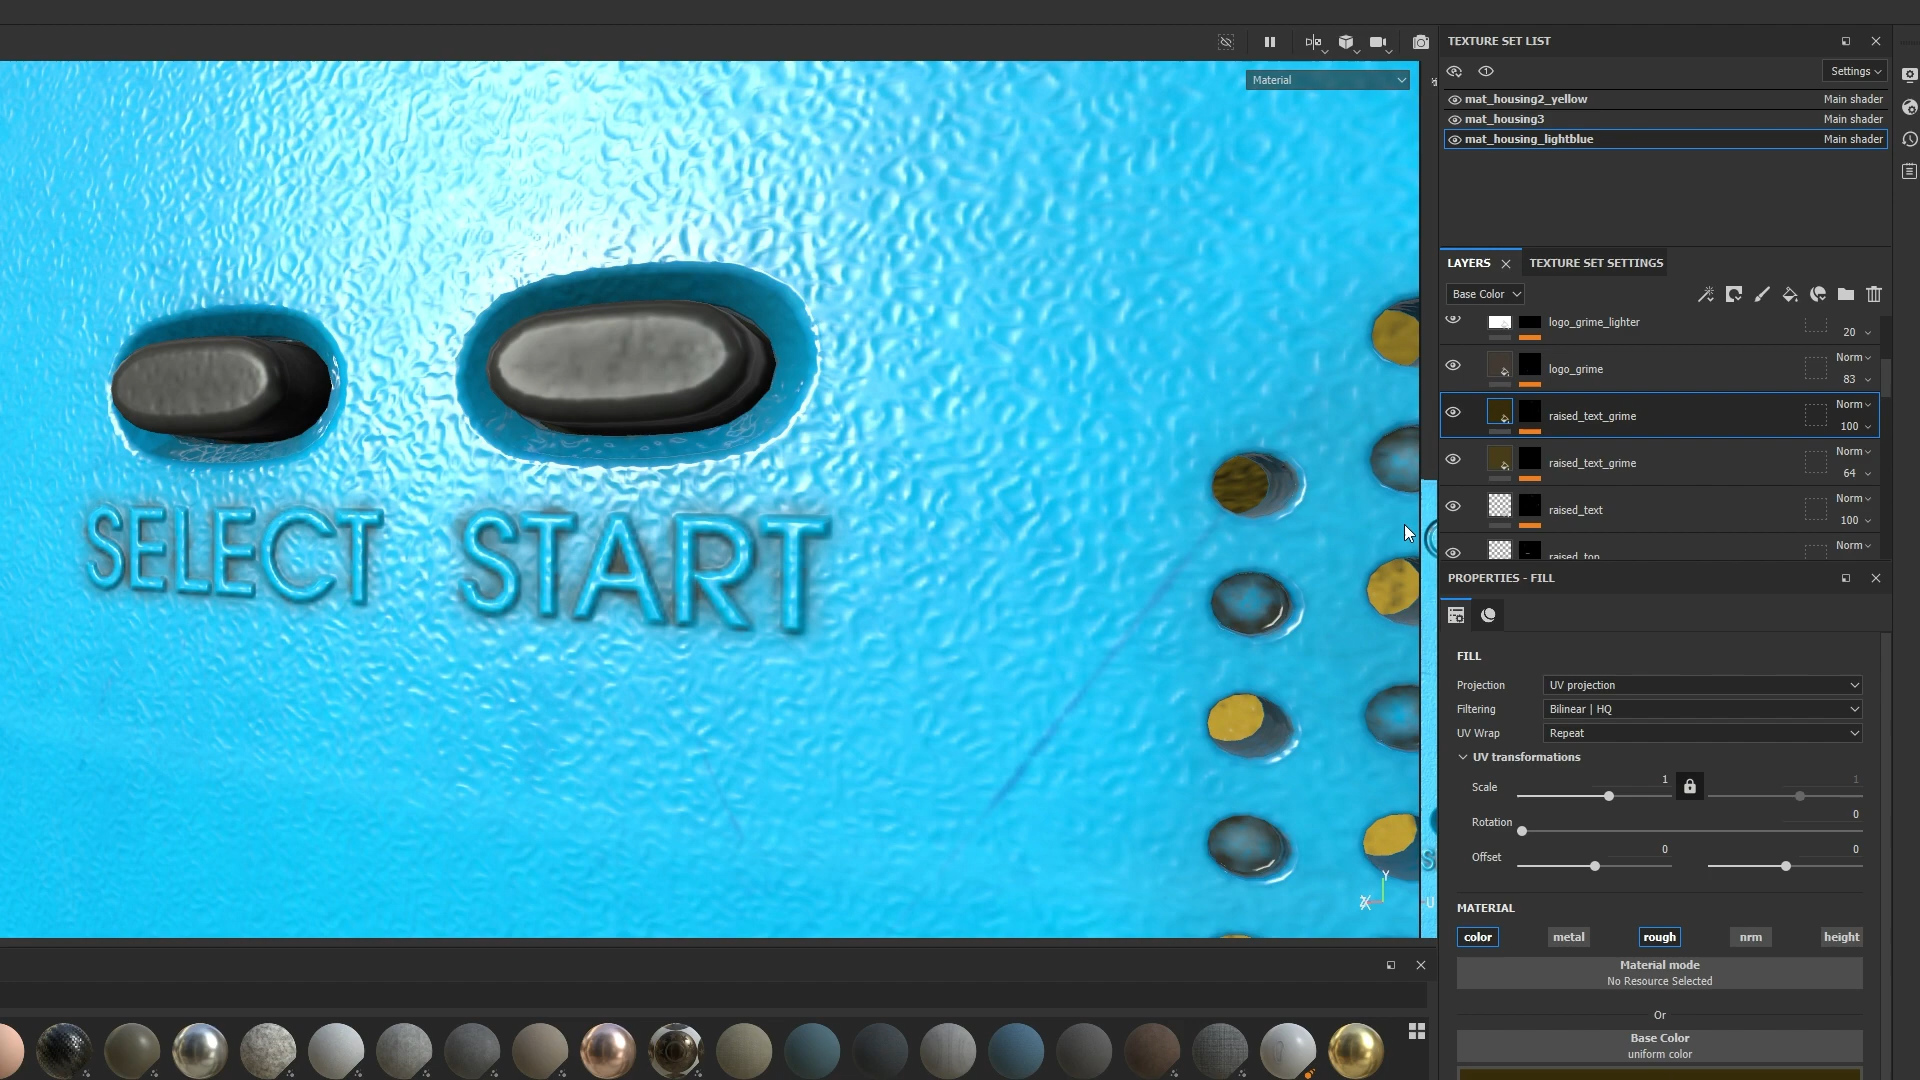 TEXTURE SET LIST
Material
Settings
mat_housing2_yellow Main shader
mat_housing3 Main shader
mat_housing_lightblue Main shader
LAYERS TEXTURE SET SETTINGS
Base Color
logo_grime_lighter
20
Norm
logo_grime
83
Norm
raised_text_grime
100
Norm
raised_text_grime
64
Norm
raised_text
100
Norm
raised_top
SELECT START
PROPERTIES - FILL
FILL
Projection UV projection
Filtering Bilinear | HQ
UV Wrap Repeat
UV transformations
Scale 1 1
Rotation 0
Offset 0 0
Y
MATERIAL
color metal rough nrm height
Material mode
No Resource Selected
Or
Base Color
uniform color